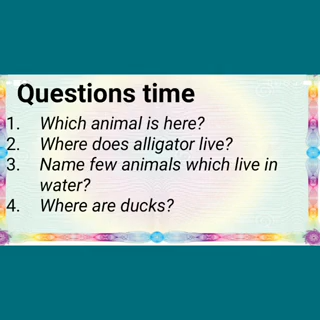 Questions time
1. Which animal is here?
2. Where does alligator live?
3. Name few animals which live in
water?
4. Where are ducks?